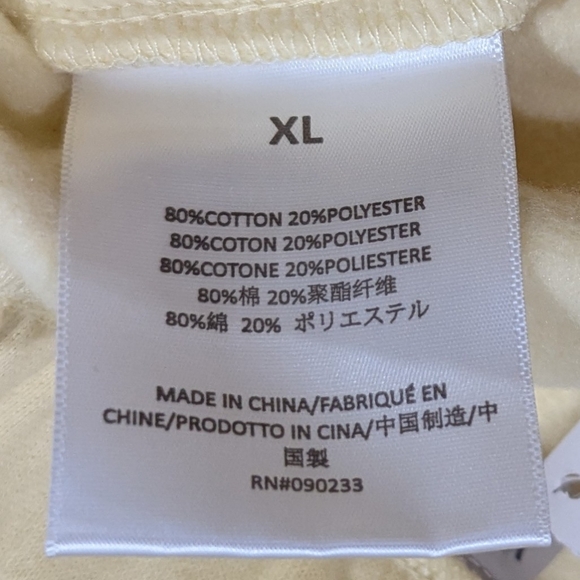 XL
80%COTTON 20%POLYESTER
80%COTON 20%POLYESTER
80%COTONE 20%POLIESTERE
80%棉 20%聚酯纤维
80%綿 20% ポリエステル
MADE IN CHINA/FABRIQUÉ EN
CHINE/PRODOTTO IN CINA/中国制造/中
国製
RN#090233